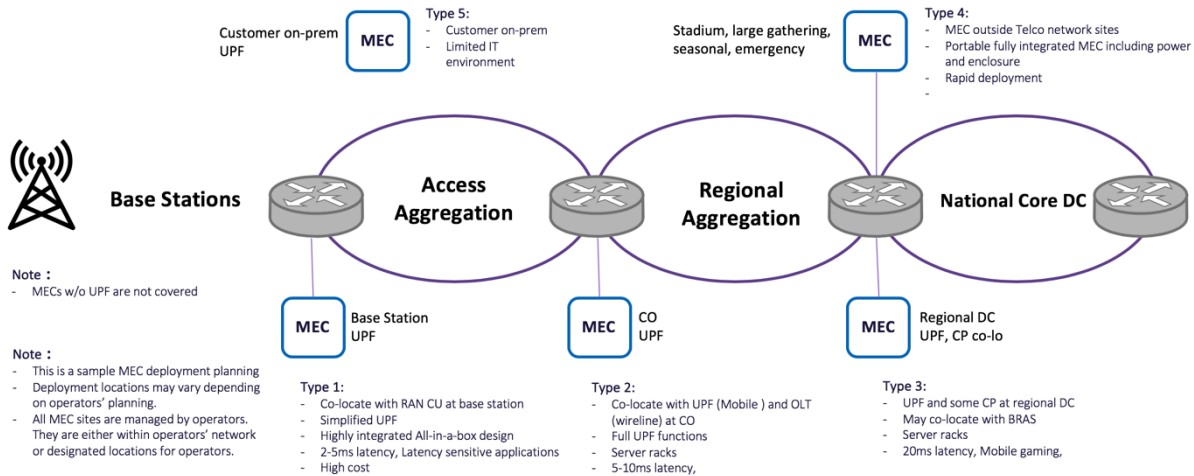 Customer on-prem
UPF
MEC
Type 5:
- Customer on-prem
- Limited IT
environment
Stadium, large gathering,
seasonal, emergency
MEC
Type 4:
- MEC outside Telco network sites
- Portable fully integrated MEC including power
and enclosure
- Rapid deployment
-
Base Stations
Access
Aggregation
Regional
Aggregation
National Core DC
Note：
- MECs w/o UPF are not covered
MEC
Base Station
UPF
MEC
CO
UPF
MEC
Regional DC
UPF, CP co-lo
Note：
- This is a sample MEC deployment planning
- Deployment locations may vary depending
on operators’ planning.
- All MEC sites are managed by operators.
They are either within operators’ network
or designated locations for operators.
Type 1:
- Co-locate with RAN CU at base station
- Simplified UPF
- Highly integrated All-in-a-box design
- 2-5ms latency, Latency sensitive applications
- High cost
Type 2:
- Co-locate with UPF (Mobile ) and OLT
(wireline) at CO
- Full UPF functions
- Server racks
- 5-10ms latency,
Type 3:
- UPF and some CP at regional DC
- May co-locate with BRAS
- Server racks
- 20ms latency, Mobile gaming,